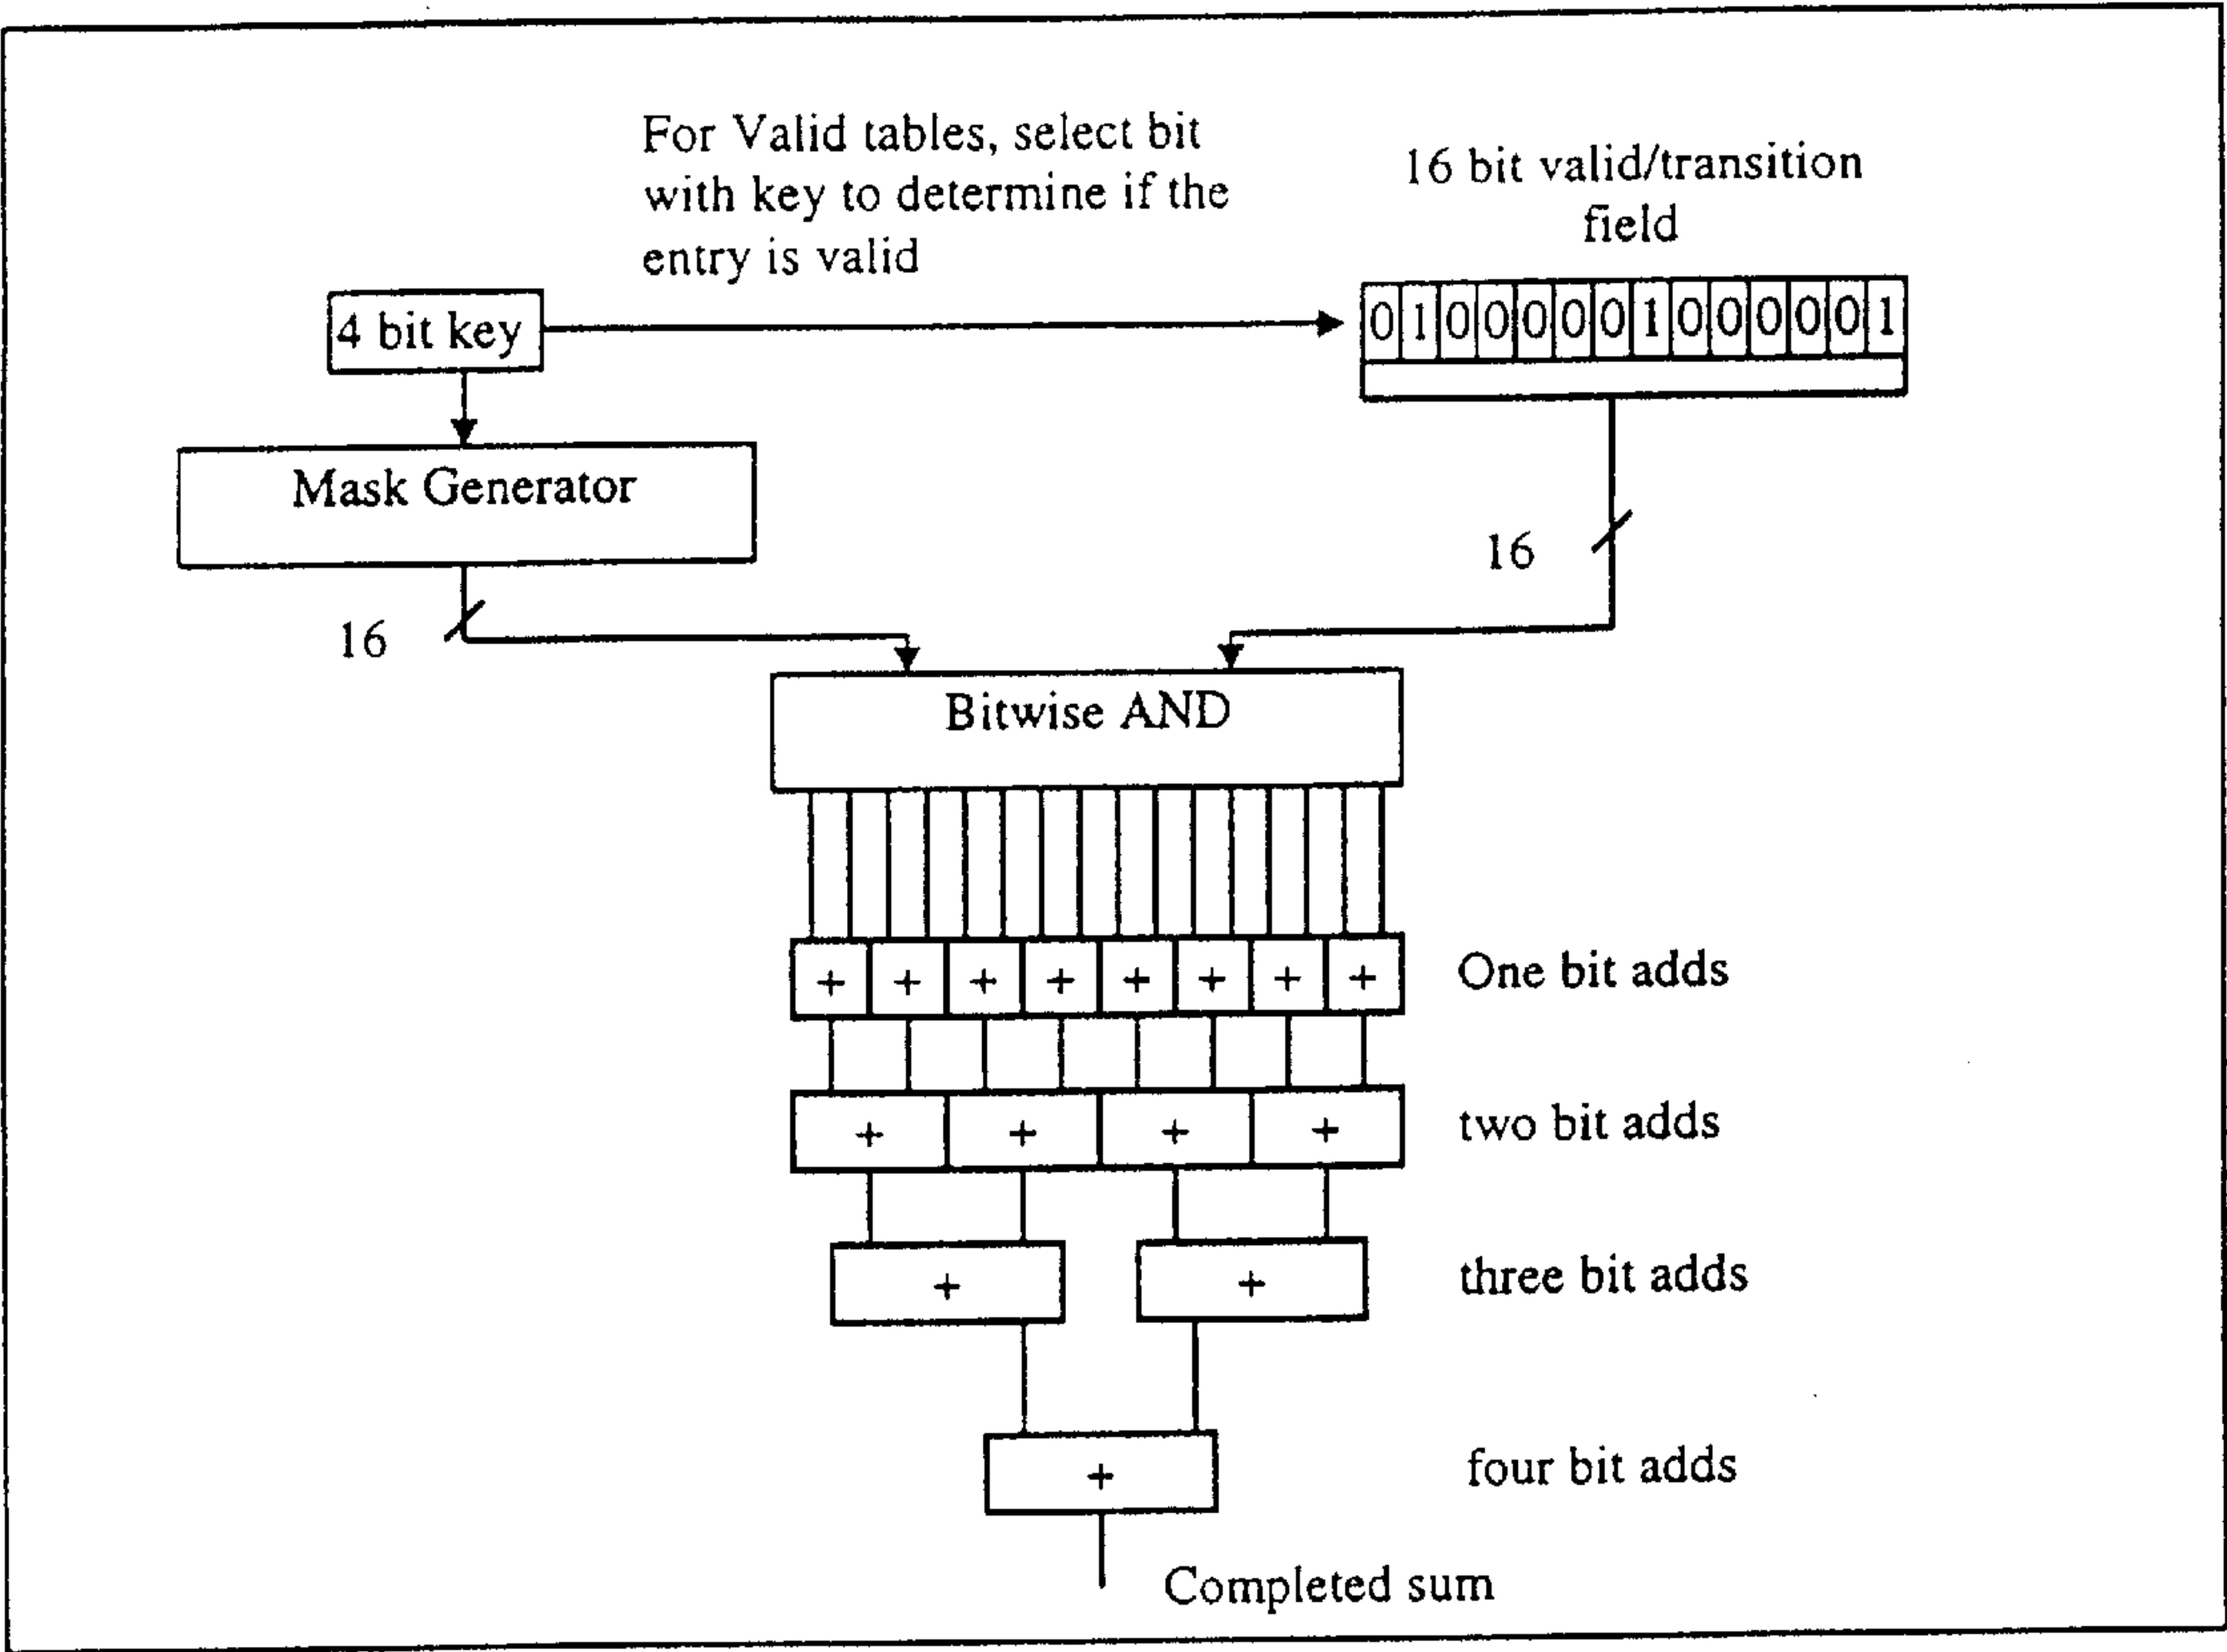 For Valid tables, select bit
with key to determine if the
entry is valid
16 bit valid/transition
field
4 bit key
0 1 0 0 0 0 0 1 0 0 0 0 0 1
Mask Generator
16
16
Bitwise AND
+ + + + + + + +
One bit adds
+ + + +
two bit adds
+ +
three bit adds
+
four bit adds
Completed sum